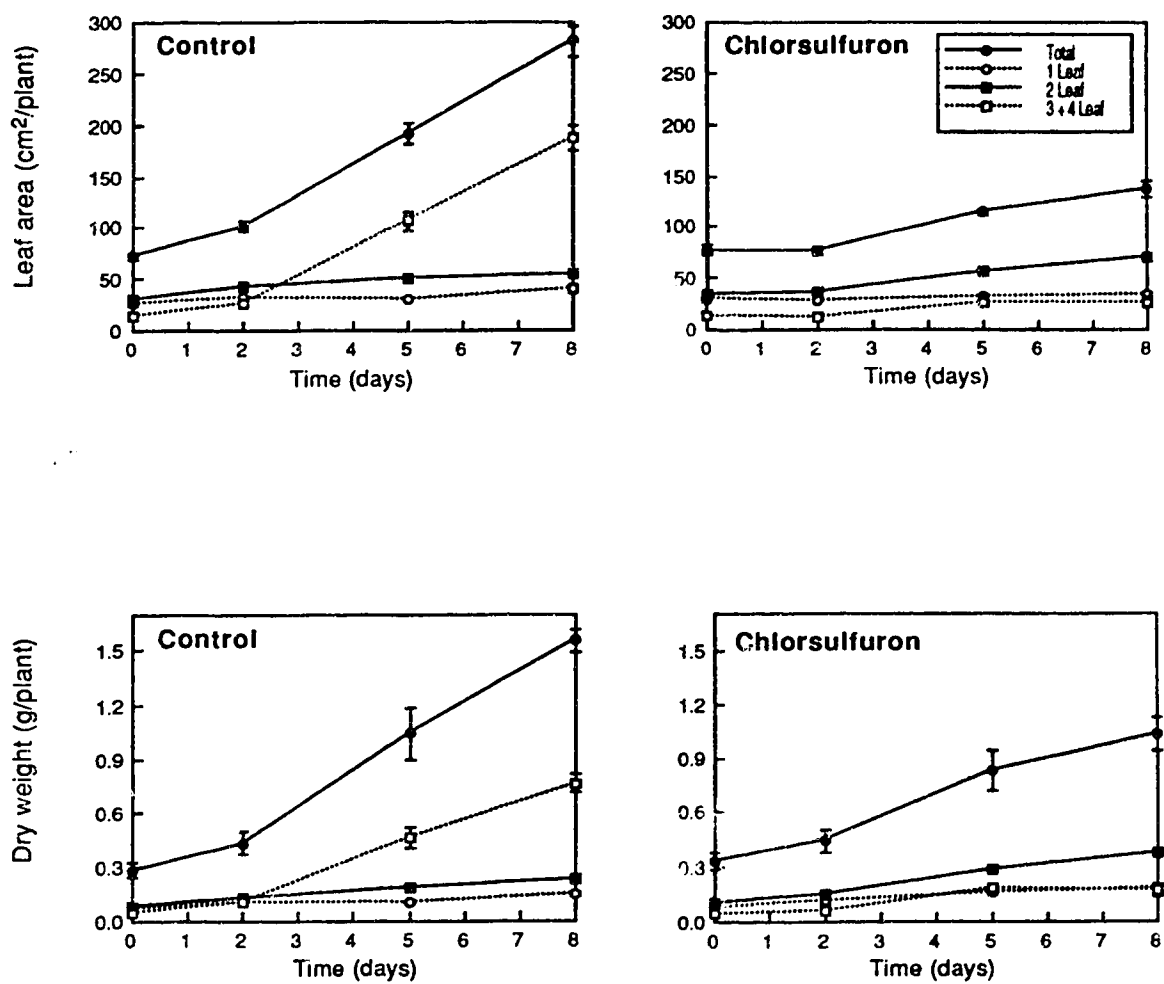 Control
Leaf area (cm²/plant)
300
250
200
150
100
50
0
0 1 2 3 4 5 6 7 8
Time (days)
Chlorsulfuron
Total
1 Leaf
2 Leaf
3 + 4 Leaf
300
250
200
150
100
50
0
0 1 2 3 4 5 6 7 8
Time (days)
Control
Dry weight (g/plant)
1.5
1.2
0.9
0.6
0.3
0.0
0 1 2 3 4 5 6 7 8
Time (days)
Chlorsulfuron
1.5
1.2
0.9
0.6
0.3
0.0
0 1 2 3 4 5 6 7 8
Time (days)